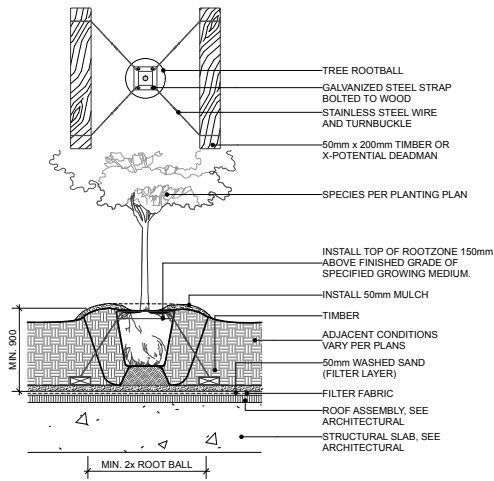 TREE ROOTBALL
GALVANIZED STEEL STRAP
BOLTED TO WOOD
STAINLESS STEEL WIRE
AND TURNBUCKLE
50mm x 200mm TIMBER OR
X-POTENTIAL DEADMAN
SPECIES PER PLANTING PLAN
INSTALL TOP OF ROOTZONE 150mm
ABOVE FINISHED GRADE OF
SPECIFIED GROWING MEDIUM.
INSTALL 50mm MULCH
TIMBER
ADJACENT CONDITIONS
VARY PER PLANS
50mm WASHED SAND
(FILTER LAYER)
FILTER FABRIC
ROOF ASSEMBLY, SEE
ARCHITECTURAL
STRUCTURAL SLAB, SEE
ARCHITECTURAL
MIN. 900
MIN. 2x ROOT BALL